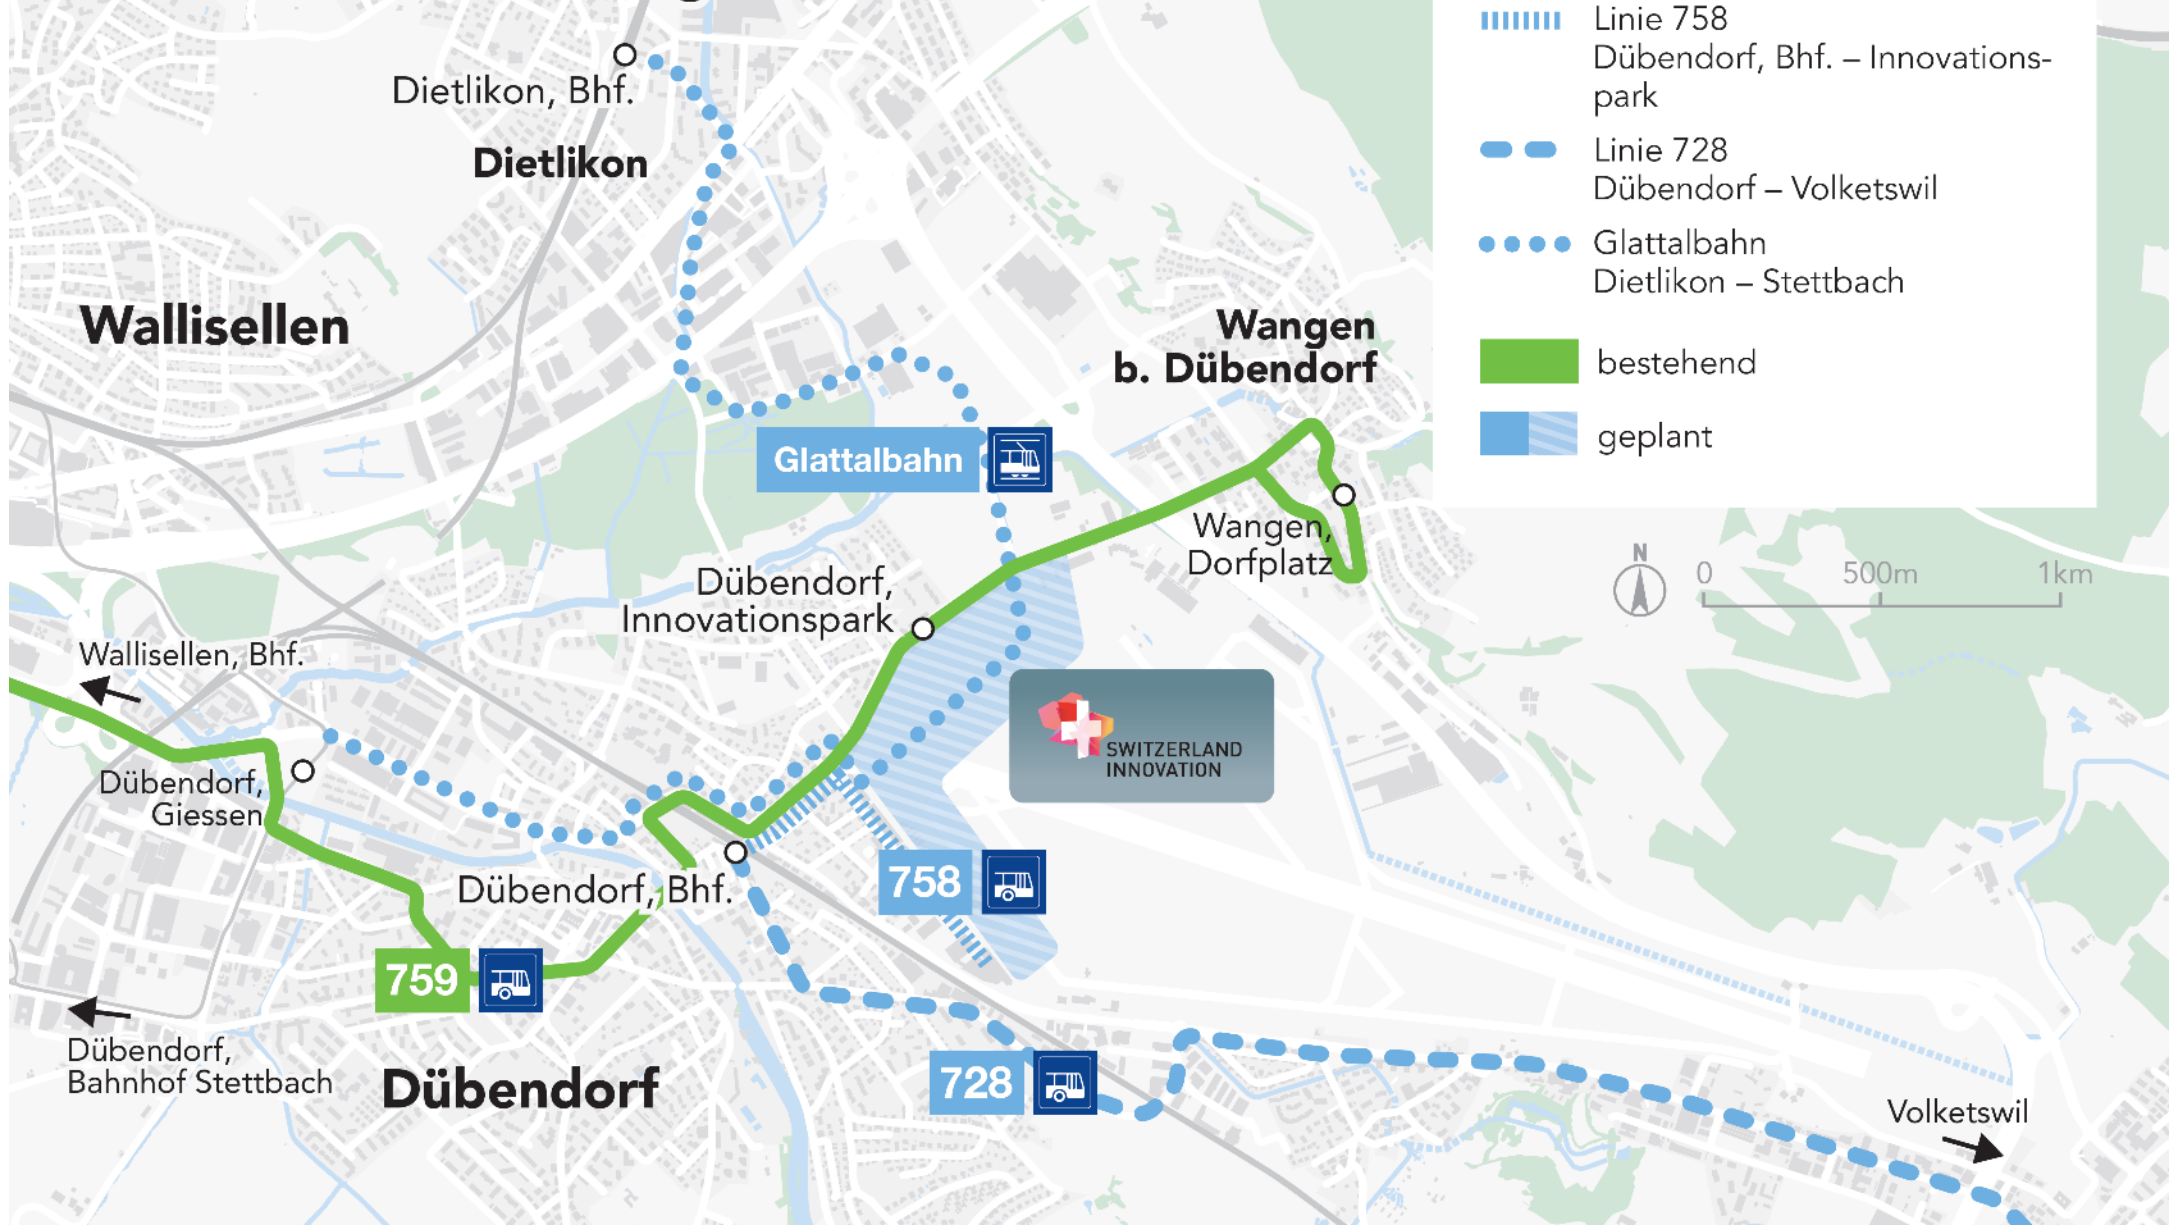 Linie 758
Dübendorf, Bhf. – Innovations-
park
Linie 728
Dübendorf – Volketswil
Glattalbahn
Dietlikon – Stettbach
bestehend
geplant
Dietlikon, Bhf.
Dietlikon
Wallisellen
Wangen
b. Dübendorf
Glattalbahn
Wangen,
Dorfplatz
N
0 500m 1km
Dübendorf,
Innovationspark
Wallisellen, Bhf.
SWITZERLAND
INNOVATION
Dübendorf,
Giessen
Dübendorf, Bhf.
758
759
Dübendorf,
Bahnhof Stettbach
Dübendorf
728
Volketswil